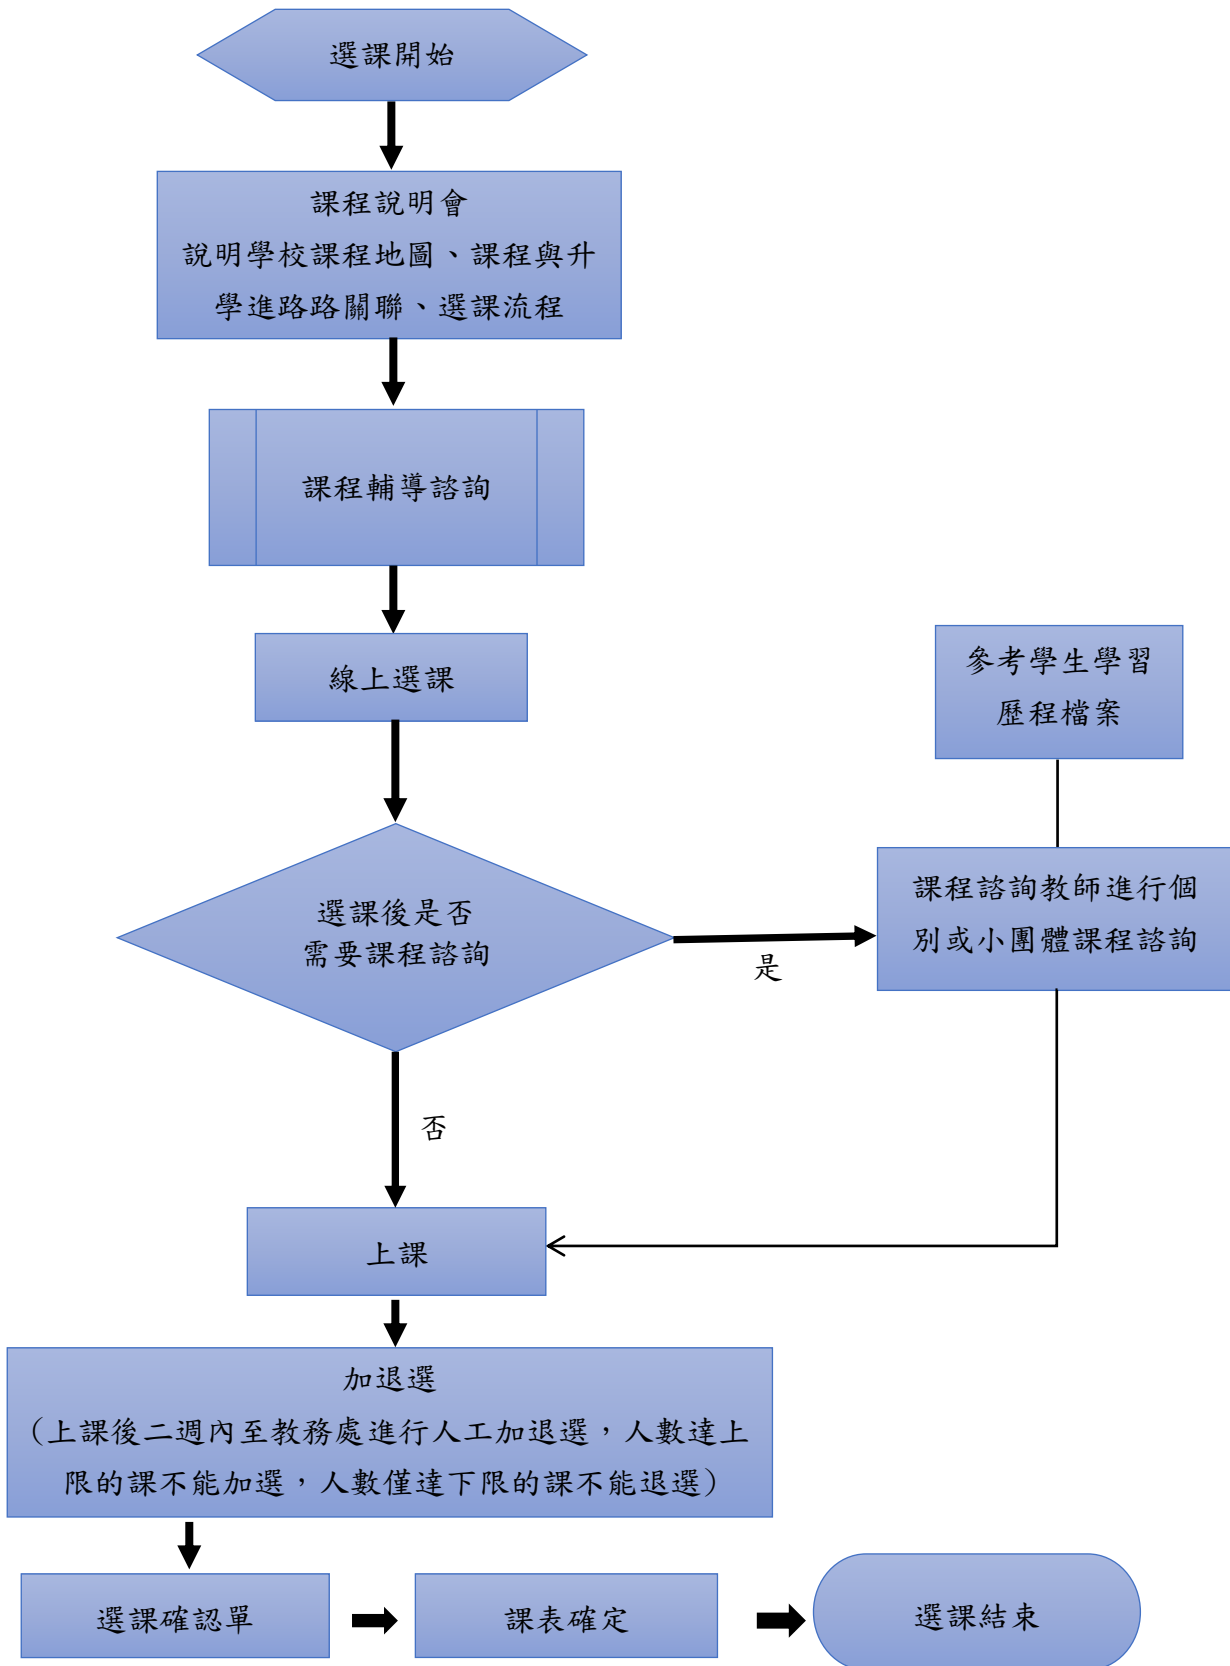 選課開始
課程說明會
說明學校課程地圖、課程與升
學進路路關聯、選課流程
課程輔導諮詢
線上選課
參考學生學習
歷程檔案
選課後是否
需要課程諮詢
是
課程諮詢教師進行個
別或小團體課程諮詢
否
上課
加退選
(上課後二週內至教務處進行人工加退選，人數達上
限的課不能加選，人數僅達下限的課不能退選)
選課確認單
課表確定
選課結束